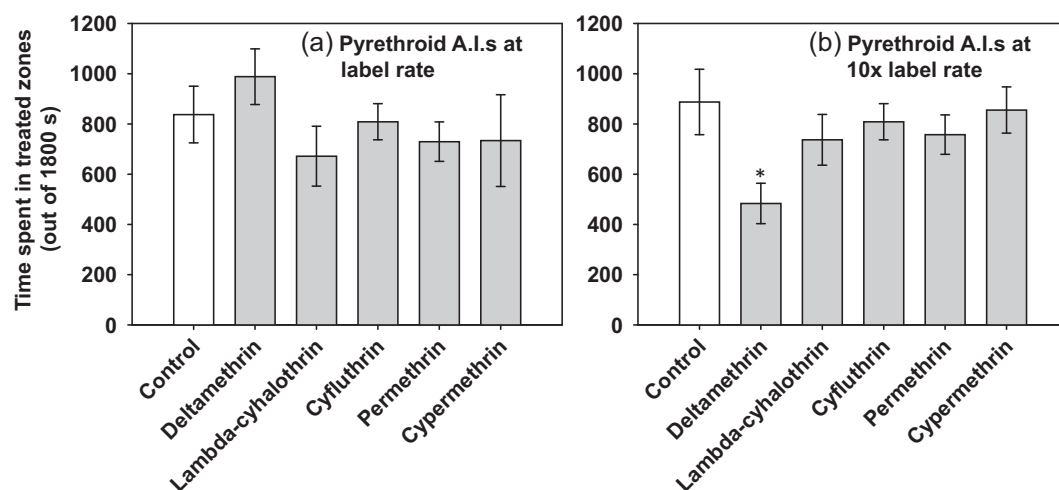 Time spent in treated zones
(out of 1800 s)
1200
1000
800
600
400
200
0
(a) Pyrethroid A.I.s at
label rate
Control
Deltamethrin
Lambda-cyhalothrin
Cyfluthrin
Permethrin
Cypermethrin
1200
1000
800
600
400
200
0
(b) Pyrethroid A.I.s at
10x label rate
*
Control
Deltamethrin
Lambda-cyhalothrin
Cyfluthrin
Permethrin
Cypermethrin